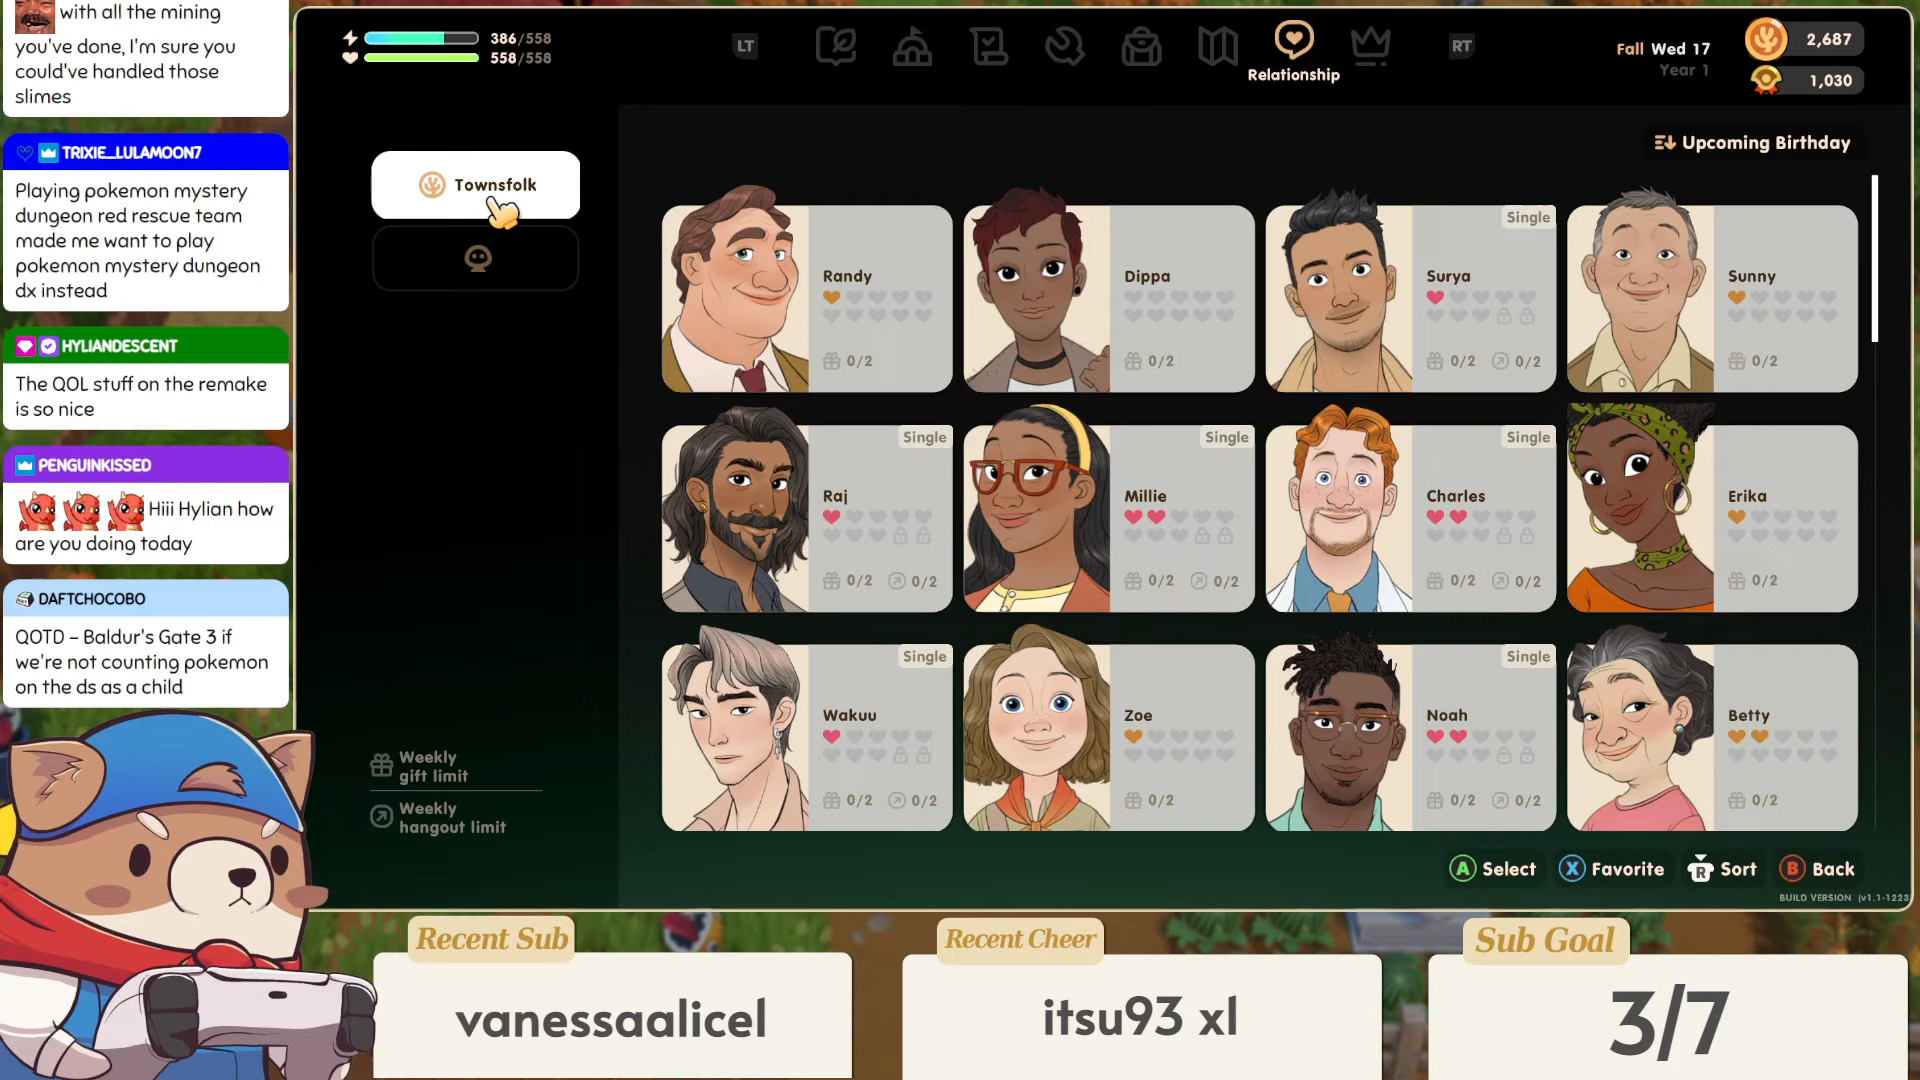 with all the mining
you've done, I'm sure you
could've handled those
slimes
TRIXIE_LULAMOON7
Playing pokemon mystery
dungeon red rescue team
made me want to play
pokemon mystery dungeon
dx instead
HYLIANDESCENT
The QOL stuff on the remake
is so nice
PENGUINKISSED
Hiii Hylian how
are you doing today
DAFTCHOCOBO
QOTD - Baldur's Gate 3 if
we're not counting pokemon
on the ds as a child
386/558
558/558
LT
Relationship
RT
Fall Wed 17
Year 1
2,687
1,030
Townsfolk
Upcoming Birthday
Randy
0/2
Dippa
0/2
Single
Surya
0/2 0/2
Sunny
0/2
Single
Raj
0/2 0/2
Single
Millie
0/2 0/2
Single
Charles
0/2 0/2
Erika
0/2
Single
Wakuu
0/2 0/2
Zoe
0/2
Single
Noah
0/2 0/2
Betty
0/2
Weekly
gift limit
Weekly
hangout limit
A Select
X Favorite
R Sort
B Back
BUILD VERSION (v1.1-1223
Recent Sub
vanessaalicel
Recent Cheer
itsu93 xl
Sub Goal
3/7